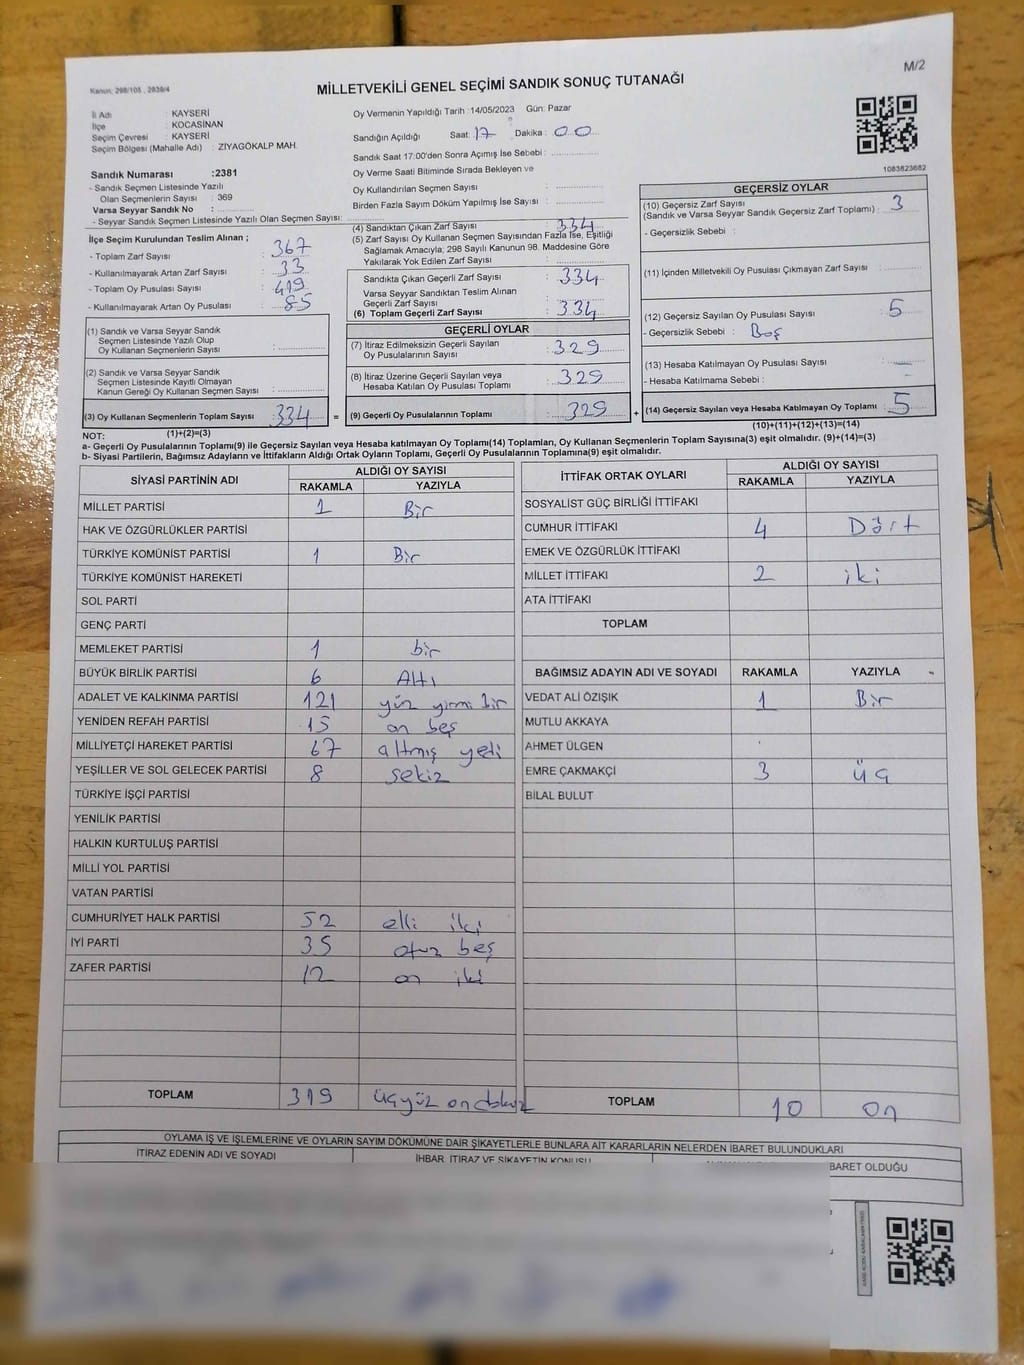 Kanun, 298/105 , 2839/4
MİLLETVEKİLİ GENEL SEÇİMİ SANDIK SONUÇ TUTANAĞI
M/2
İl Adı : KAYSERİ
İlçe : KOCASİNAN
Seçim Çevresi : KAYSERİ
Seçim Bölgesi (Mahalle Adı) : ZİYAGÖKALP MAH.
Sandık Numarası :2381
- Sandık Seçmen Listesinde Yazılı
Olan Seçmenlerin Sayısı : 369
Varsa Seyyar Sandık No :
- Seyyar Sandık Seçmen Listesinde Yazılı Olan Seçmen Sayısı:
Oy Vermenin Yapıldığı Tarih :14/05/2023 Gün: Pazar
Sandığın Açıldığı Saat: 17 Dakika : 00
Sandık Saat 17:00'den Sonra Açımış İse Sebebi :
Oy Verme Saati Bitiminde Sırada Bekleyen ve
Oy Kullandırılan Seçmen Sayısı :
Birden Fazla Sayım Döküm Yapılmış İse Sayısı :
1083823682
İlçe Seçim Kurulundan Teslim Alınan ;
- Toplam Zarf Sayısı : 367
- Kullanılmayarak Artan Zarf Sayısı : 33
- Toplam Oy Pusulası Sayısı : 419
- Kullanılmayarak Artan Oy Pusulası : 85
(1) Sandık ve Varsa Seyyar Sandık
Seçmen Listesinde Yazılı Olup
Oy Kullanan Seçmenlerin Sayısı :
(2) Sandık ve Varsa Seyyar Sandık
Seçmen Listesinde Kayıtlı Olmayan
Kanun Gereği Oy Kullanan Seçmen Sayısı :
(3) Oy Kullanan Seçmenlerin Toplam Sayısı : 334 =
(1)+(2)=(3)
(4) Sandıktan Çıkan Zarf Sayısı : 334
(5) Zarf Sayısı Oy Kullanan Seçmen Sayısından Fazla İse, Eşitliği
Sağlamak Amacıyla; 298 Sayılı Kanunun 98. Maddesine Göre
Yakılarak Yok Edilen Zarf Sayısı :
Sandıkta Çıkan Geçerli Zarf Sayısı : 334
Varsa Seyyar Sandıktan Teslim Alınan
Geçerli Zarf Sayısı :
(6) Toplam Geçerli Zarf Sayısı : 334
GEÇERLİ OYLAR
(7) İtiraz Edilmeksizin Geçerli Sayılan
Oy Pusulalarının Sayısı : 329
(8) İtiraz Üzerine Geçerli Sayılan veya
Hesaba Katılan Oy Pusulası Toplamı : 329
(9) Geçerli Oy Pusulalarının Toplamı : 329 +
GEÇERSİZ OYLAR
(10) Geçersiz Zarf Sayısı
(Sandık ve Varsa Seyyar Sandık Geçersiz Zarf Toplamı) : 3
- Geçersizlik Sebebi :
(11) İçinden Milletvekili Oy Pusulası Çıkmayan Zarf Sayısı :
(12) Geçersiz Sayılan Oy Pusulası Sayısı : 5
- Geçersizlik Sebebi : Boş
(13) Hesaba Katılmayan Oy Pusulası Sayısı : —
- Hesaba Katılmama Sebebi : –
(14) Geçersiz Sayılan veya Hesaba Katılmayan Oy Toplamı : 5
(10)+(11)+(12)+(13)=(14)
NOT:
a- Geçerli Oy Pusulalarının Toplamı(9) ile Geçersiz Sayılan veya Hesaba katılmayan Oy Toplamı(14) Toplamları, Oy Kullanan Seçmenlerin Toplam Sayısına(3) eşit olmalıdır. (9)+(14)=(3)
b- Siyasi Partilerin, Bağımsız Adayların ve İttifakların Aldığı Ortak Oyların Toplamı, Geçerli Oy Pusulalarının Toplamına(9) eşit olmalıdır.
SİYASİ PARTİNİN ADI ALDIĞI OY SAYISI
RAKAMLA YAZIYLA
MİLLET PARTİSİ 1 Bir
HAK VE ÖZGÜRLÜKLER PARTİSİ
TÜRKİYE KOMÜNİST PARTİSİ 1 Bir
TÜRKİYE KOMÜNİST HAREKETİ
SOL PARTİ
GENÇ PARTİ
MEMLEKET PARTİSİ 1 bir
BÜYÜK BİRLİK PARTİSİ 6 Altı
ADALET VE KALKINMA PARTİSİ 121 yüz yirmi bir
YENİDEN REFAH PARTİSİ 15 on beş
MİLLİYETÇİ HAREKET PARTİSİ 67 altmış yedi
YEŞİLLER VE SOL GELECEK PARTİSİ 8 sekiz
TÜRKİYE İŞÇİ PARTİSİ
YENİLİK PARTİSİ
HALKIN KURTULUŞ PARTİSİ
MİLLİ YOL PARTİSİ
VATAN PARTİSİ
CUMHURİYET HALK PARTİSİ 52 elli iki
İYİ PARTİ 35 otuz beş
ZAFER PARTİSİ 12 on iki
TOPLAM 319 üçyüz ondokuz
İTTİFAK ORTAK OYLARI ALDIĞI OY SAYISI
RAKAMLA YAZIYLA
SOSYALİST GÜÇ BİRLİĞİ İTTİFAKI
CUMHUR İTTİFAKI 4 Dört
EMEK VE ÖZGÜRLÜK İTTİFAKI
MİLLET İTTİFAKI 2 iki
ATA İTTİFAKI
TOPLAM
BAĞIMSIZ ADAYIN ADI VE SOYADI RAKAMLA YAZIYLA
VEDAT ALİ ÖZIŞIK 1 Bir
MUTLU AKKAYA
AHMET ÜLGEN
EMRE ÇAKMAKÇİ 3 üç
BİLAL BULUT
TOPLAM 10 on
OYLAMA İŞ VE İŞLEMLERİNE VE OYLARIN SAYIM DÖKÜMÜNE DAİR ŞİKAYETLERLE BUNLARA AİT KARARLARIN NELERDEN İBARET BULUNDUKLARI
İTİRAZ EDENİN ADI VE SOYADI
İHBAR, İTİRAZ VE ŞİKAYETİN KONUSU
BARET OLDUĞU